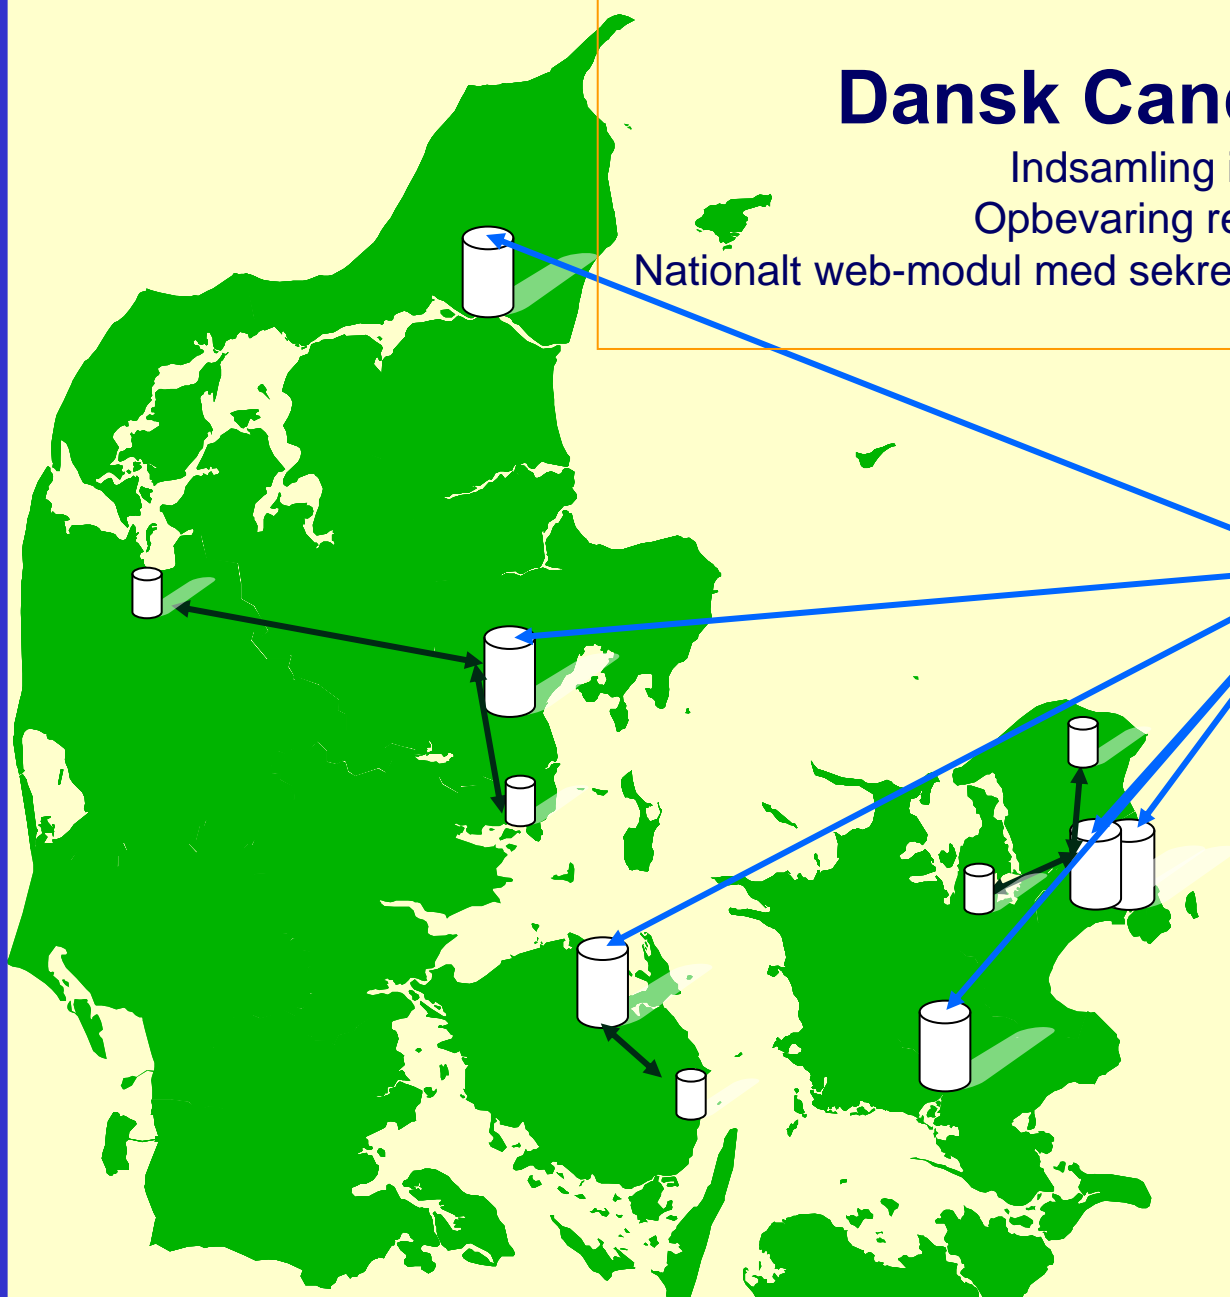 Dansk Canc
Indsamling i
Opbevaring re
Nationalt web-modul med sekre